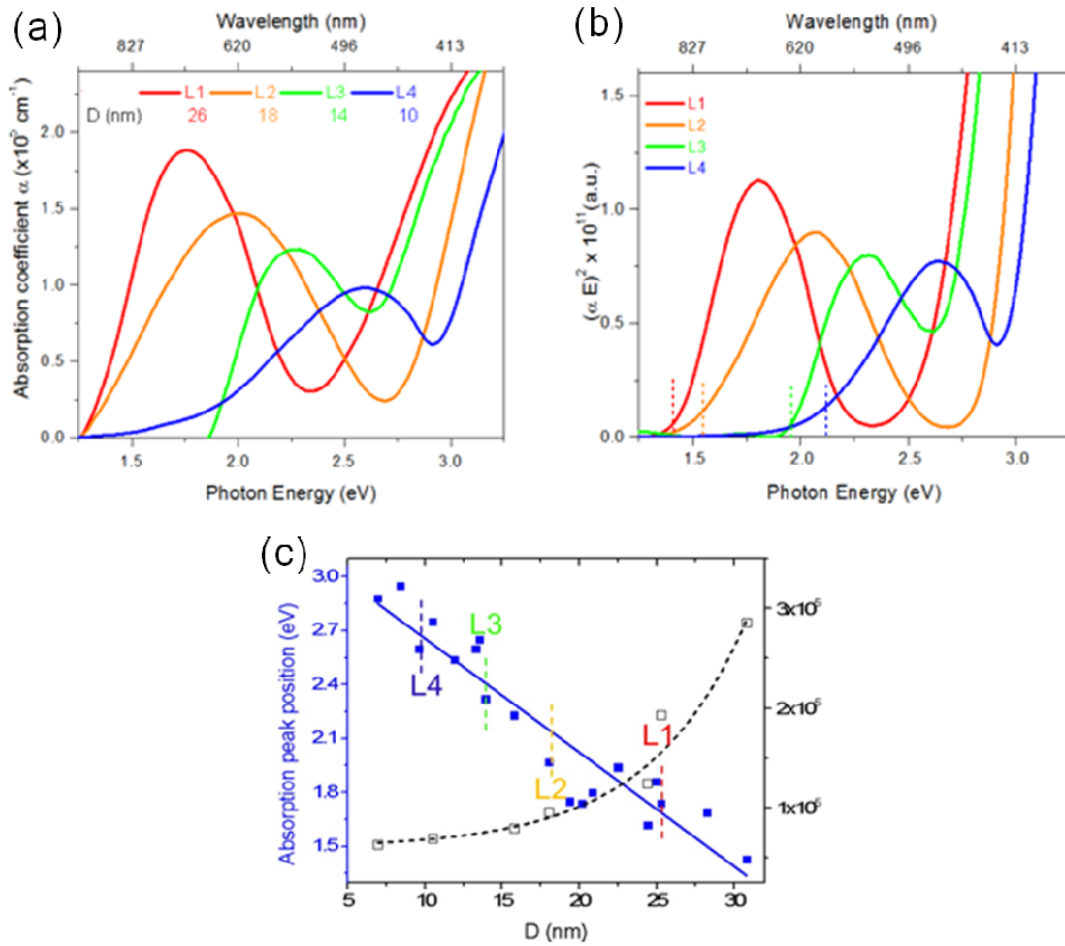 (a)
Wavelength (nm)
827 620 496 413
L1 L2 L3 L4
D (nm) 26 18 14 10
Absorption coefficient α (x10⁵ cm⁻¹)
2.0
1.5
1.0
0.5
0.0
1.5 2.0 2.5 3.0
Photon Energy (eV)
(b)
Wavelength (nm)
827 620 496 413
L1
L2
L3
L4
(α E)² x 10¹¹ (a.u.)
1.5
1.0
0.5
0.0
1.5 2.0 2.5 3.0
Photon Energy (eV)
(c)
Absorption peak position (eV)
3.0
2.7
2.4
2.1
1.8
1.5
L4
L3
L2
L1
3x10⁵
2x10⁵
1x10⁵
5 10 15 20 25 30
D (nm)